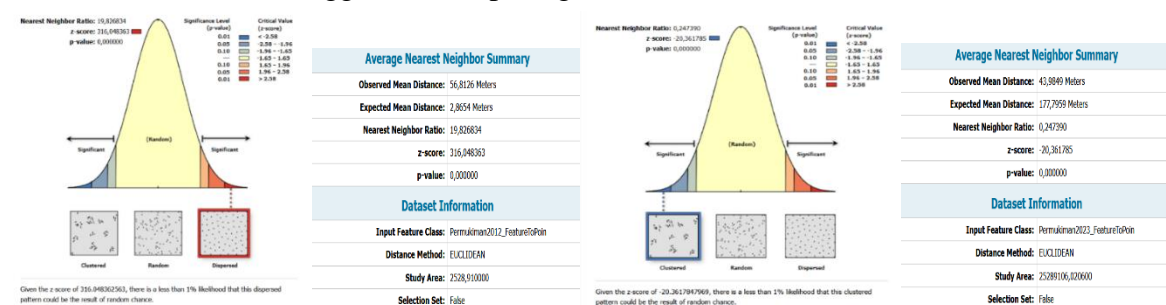 Nearest Neighbor Ratio: 19,826834
z-score: 316,048363
p-value: 0,000000
Significance Level
(p-value)
Critical Value
(z-score)
0.01 < -2.58
0.05 -2.58 - -1.96
0.10 -1.96 - -1.65
— -1.65 - 1.65
0.10 1.65 - 1.96
0.05 1.96 - 2.58
0.01 > 2.58
Significant
(Random)
Significant
Clustered
Random
Dispersed
Given the z-score of 316.048362563, there is a less than 1% likelihood that this dispersed
pattern could be the result of random chance.
Average Nearest Neighbor Summary
Observed Mean Distance: 56,8126 Meters
Expected Mean Distance: 2,8654 Meters
Nearest Neighbor Ratio: 19,826834
z-score: 316,048363
p-value: 0,000000
Dataset Information
Input Feature Class: Permukiman2012_FeatureToPoin
Distance Method: EUCLIDEAN
Study Area: 2528,910000
Selection Set: False
Nearest Neighbor Ratio: 0,247390
z-score: -20,361785
p-value: 0,000000
Significance Level
(p-value)
Critical Value
(z-score)
0.01 < -2.58
0.05 -2.58 - -1.96
0.10 -1.96 - -1.65
— -1.65 - 1.65
0.10 1.65 - 1.96
0.05 1.96 - 2.58
0.01 > 2.58
Significant
(Random)
Significant
Clustered
Random
Dispersed
Given the z-score of -20.3617847969, there is a less than 1% likelihood that this clustered
pattern could be the result of random chance.
Average Nearest Neighbor Summary
Observed Mean Distance: 43,9849 Meters
Expected Mean Distance: 177,7959 Meters
Nearest Neighbor Ratio: 0,247390
z-score: -20,361785
p-value: 0,000000
Dataset Information
Input Feature Class: Permukiman2023_FeatureToPoin
Distance Method: EUCLIDEAN
Study Area: 25289106,020600
Selection Set: False